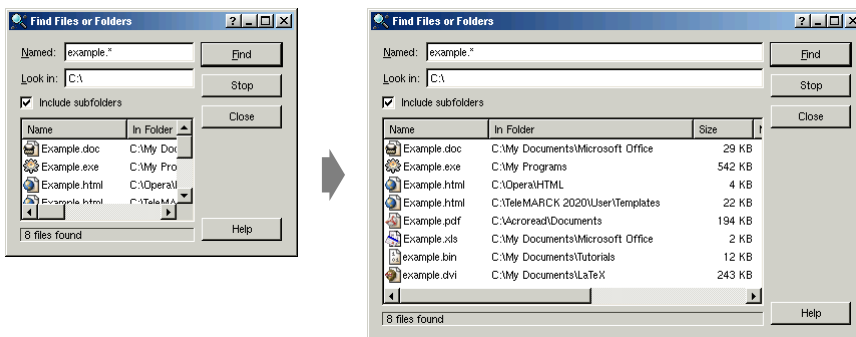 Find Files or Folders
Named: example.*
Find
Look in: C:\
Stop
Include subfolders
Close
Name In Folder
Example.doc C:\My Doc
Example.exe C:\My Pro
Example.html C:\Opera\
Example.html C:\TeleMA
8 files found
Help
Find Files or Folders
Named: example.*
Find
Look in: C:\
Stop
Include subfolders
Close
Name In Folder Size
Example.doc C:\My Documents\Microsoft Office 29 KB
Example.exe C:\My Programs 542 KB
Example.html C:\Opera\HTML 4 KB
Example.html C:\TeleMARCK 2020\User\Templates 22 KB
Example.pdf C:\Acroread\Documents 194 KB
Example.xls C:\My Documents\Microsoft Office 2 KB
example.bin C:\My Documents\Tutorials 12 KB
example.dvi C:\My Documents\LaTeX 243 KB
8 files found
Help